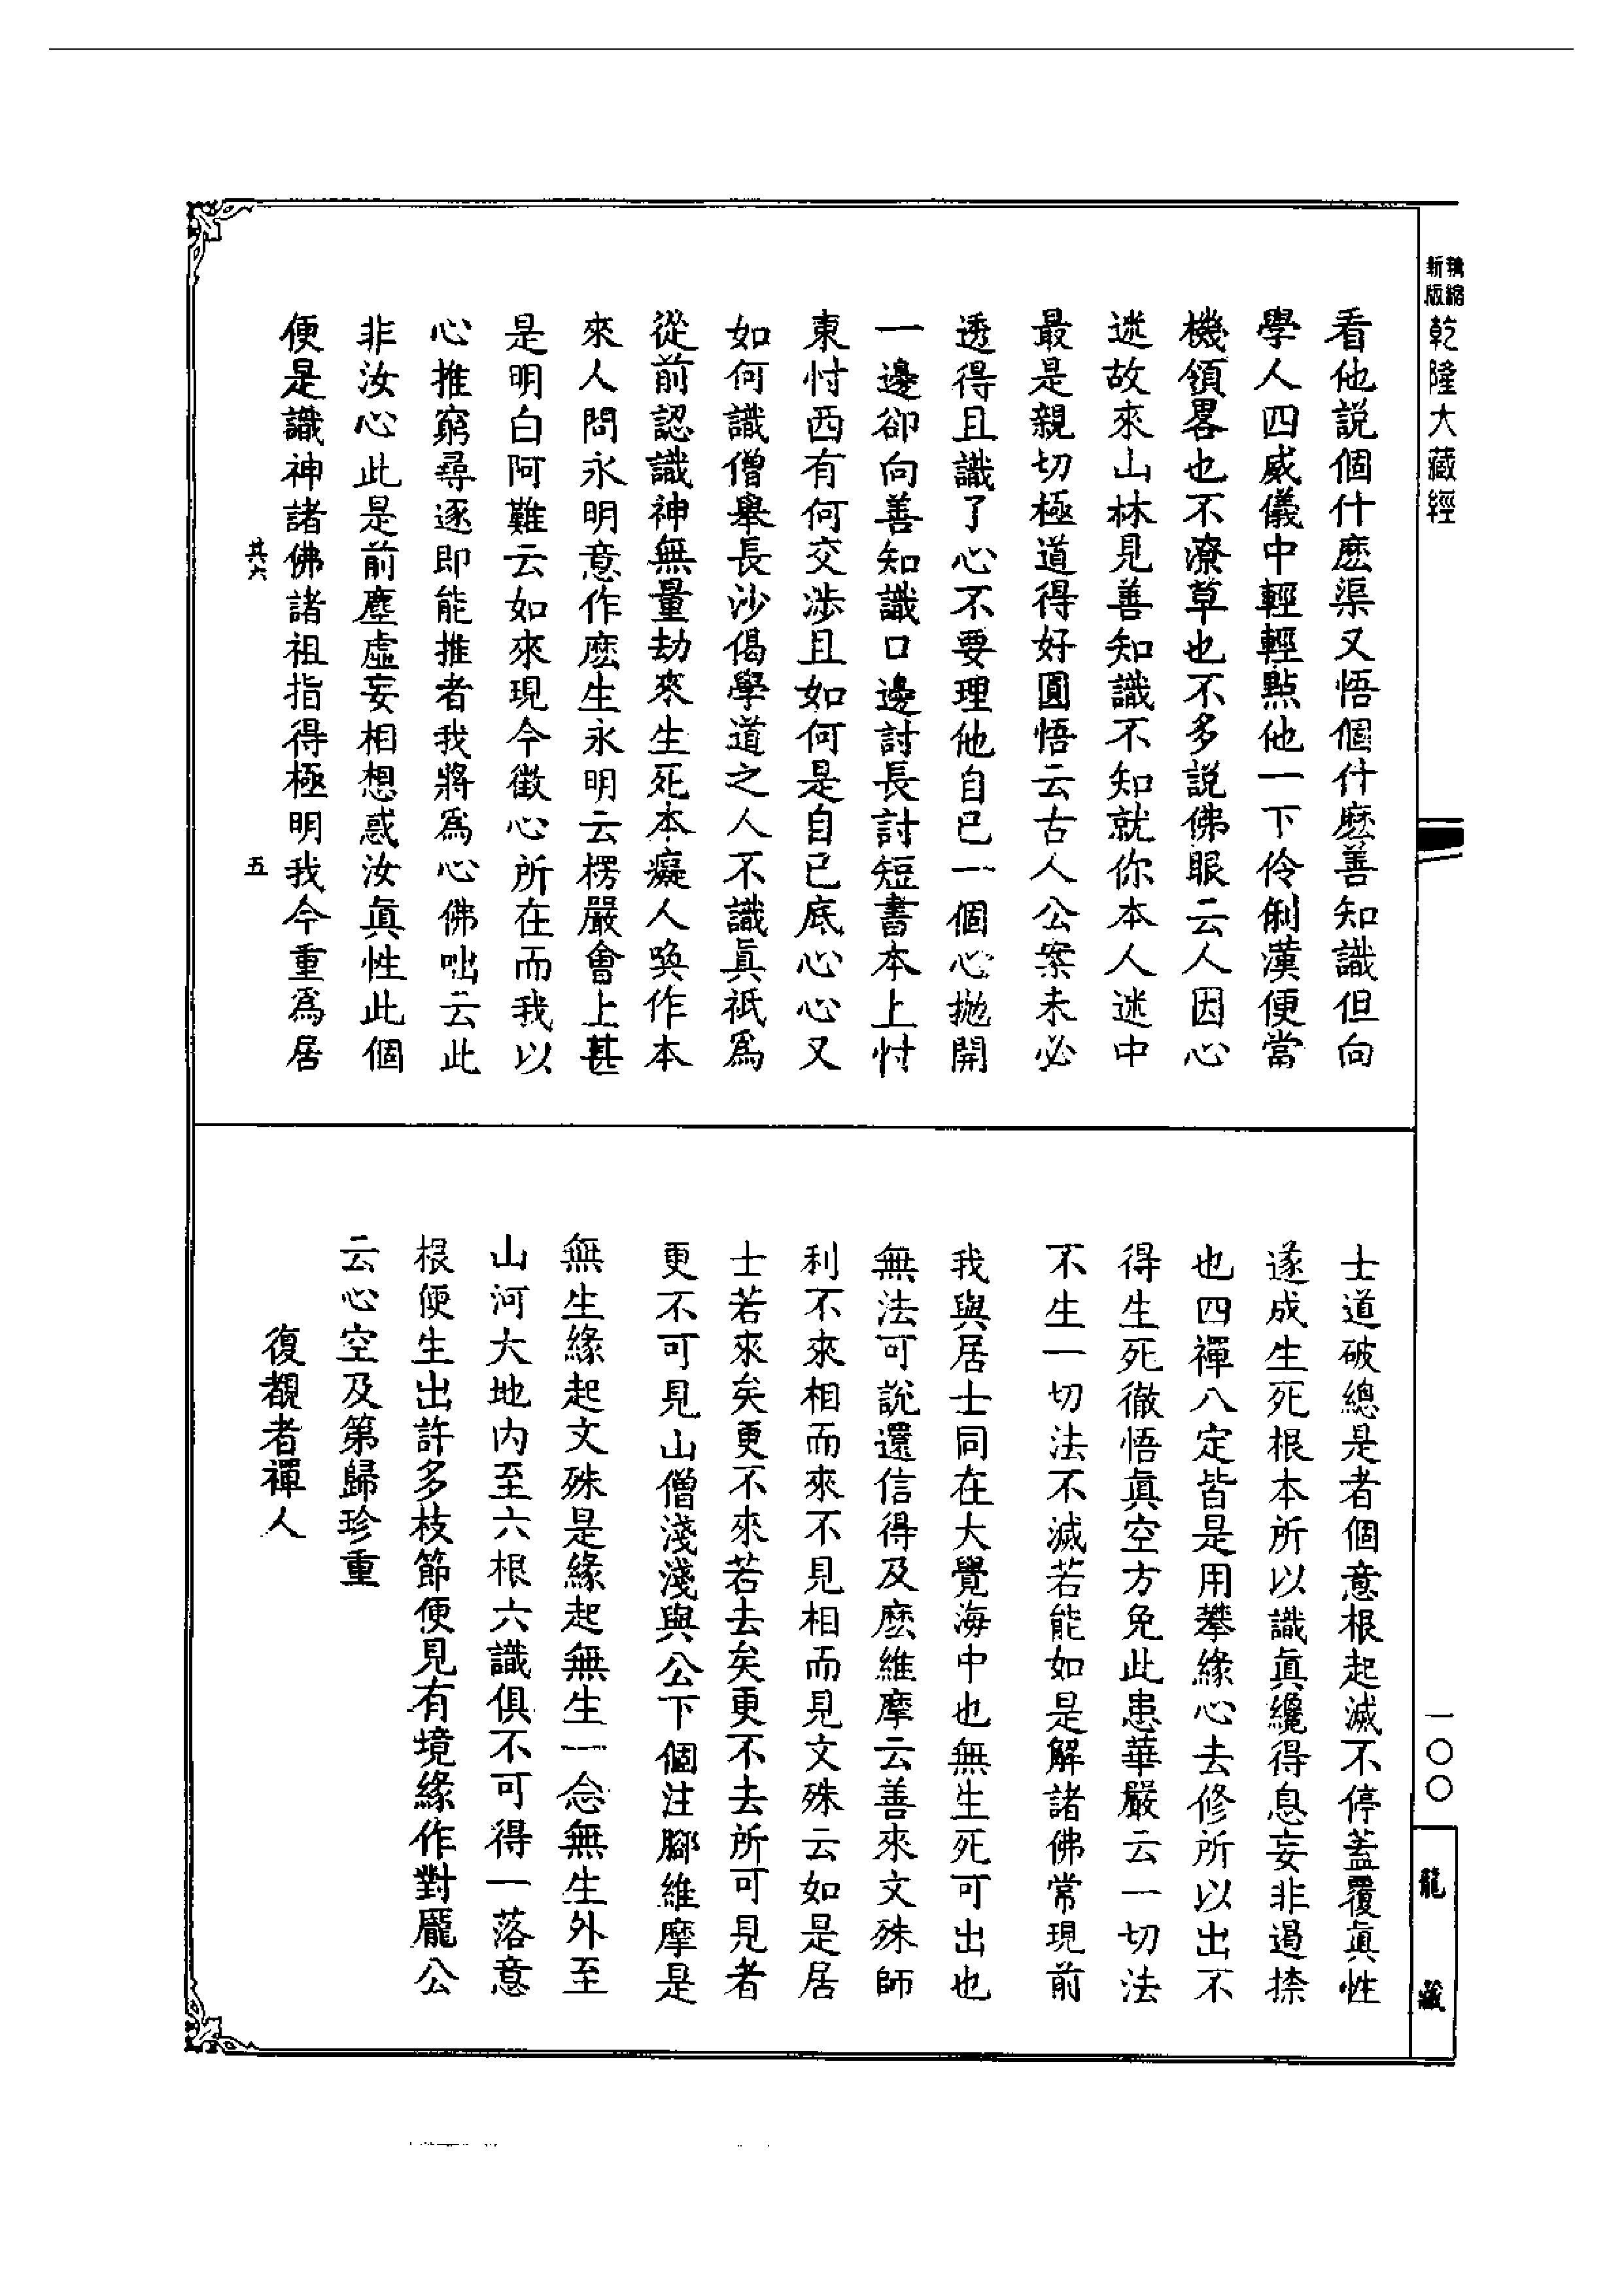 精縮
新版
乾隆大藏經
看他説個什麽渠又悟個什麽善知識但向
學人四威儀中輕輕點他一下伶俐漢便當
機領畧也不潦草也不多説佛眼云人因心
迷故來山林見善知識不知就你本人迷中
最是親切極道得好圓悟云古人公案未必
透得且識了心不要理他自已一個心抛開
一邊卻向善知識口邊討長討短書本上忖
東忖西有何交涉且如何是自已底心心又
如何識僧舉長沙偈學道之人不識眞祇爲
從前認識神無量劫來生死本癡人喚作本
來人問永明意作麽生永明云楞嚴會上甚
是明白阿難云如來現今徵心所在而我以
心推窮尋逐即能推者我將爲心佛咄云此
非汝心此是前塵虛妄相想惑汝眞性此個
便是識神諸佛諸祖指得極明我今重爲居
其六
五
士道破總是者個意根起滅不停蓋覆眞性
遂成生死根本所以識眞纔得息妄非遏捺
也四禪八定皆是用攀緣心去修所以出不
得生死徹悟眞空方免此患華嚴云一切法
不生一切法不滅若能如是解諸佛常現前
我與居士同在大覺海中也無生死可出也
無法可說還信得及麽維摩云善來文殊師
利不來相而來不見相而見文殊云如是居
士若來矣更不來若去矣更不去所可見者
更不可見山僧淺淺與公下個注腳維摩是
無生緣起文殊是緣起無生一念無生外至
山河大地内至六根六識俱不可得一落意
根便生出許多枝節便見有境緣作對龐公
云心空及第歸珍重
復覩者禪人
一〇〇
龍藏